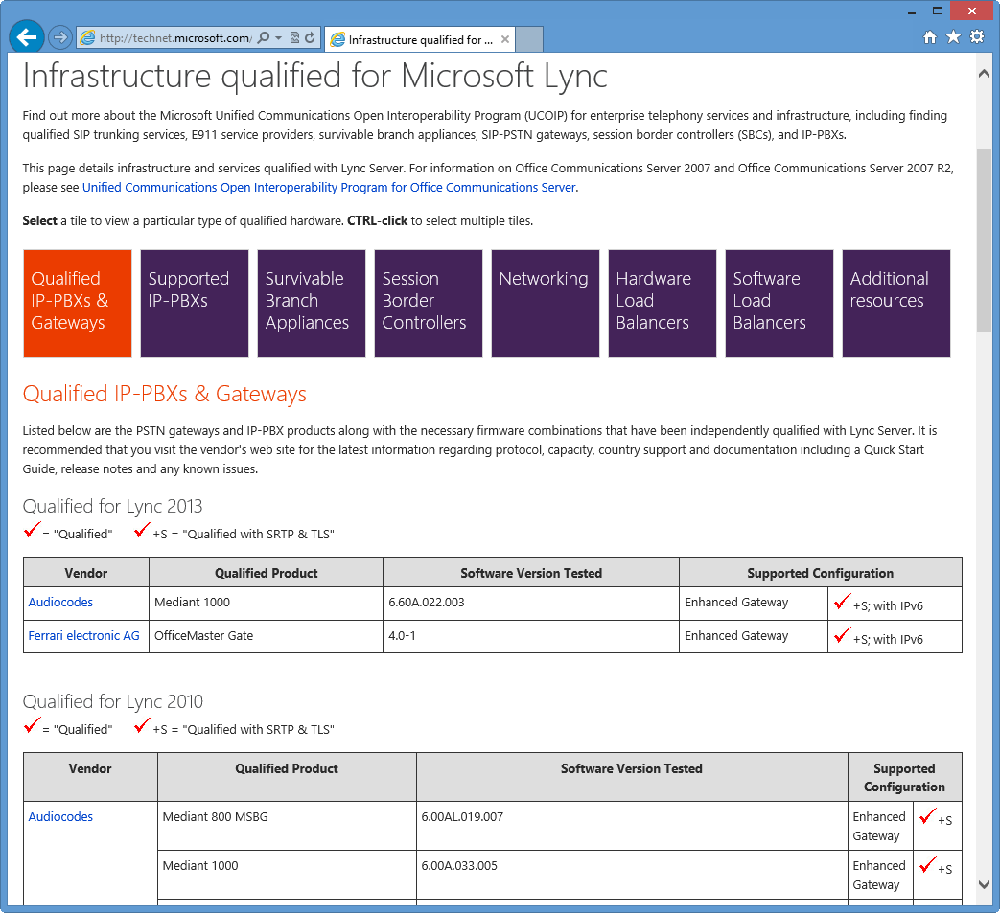 http://technet.microsoft.com/
Infrastructure qualified for ...
Infrastructure qualified for Microsoft Lync
Find out more about the Microsoft Unified Communications Open Interoperability Program (UCOIP) for enterprise telephony services and infrastructure, including finding
qualified SIP trunking services, E911 service providers, survivable branch appliances, SIP-PSTN gateways, session border controllers (SBCs), and IP-PBXs.
This page details infrastructure and services qualified with Lync Server. For information on Office Communications Server 2007 and Office Communications Server 2007 R2,
please see Unified Communications Open Interoperability Program for Office Communications Server.
Select a tile to view a particular type of qualified hardware. CTRL-click to select multiple tiles.
Qualified
IP-PBXs &
Gateways
Supported
IP-PBXs
Survivable
Branch
Appliances
Session
Border
Controllers
Networking
Hardware
Load
Balancers
Software
Load
Balancers
Additional
resources
Qualified IP-PBXs & Gateways
Listed below are the PSTN gateways and IP-PBX products along with the necessary firmware combinations that have been independently qualified with Lync Server. It is
recommended that you visit the vendor's web site for the latest information regarding protocol, capacity, country support and documentation including a Quick Start
Guide, release notes and any known issues.
Qualified for Lync 2013
= "Qualified" +S = "Qualified with SRTP & TLS"
Vendor Qualified Product Software Version Tested Supported Configuration
Audiocodes Mediant 1000 6.60A.022.003 Enhanced Gateway +S; with IPv6
Ferrari electronic AG OfficeMaster Gate 4.0-1 Enhanced Gateway +S; with IPv6
Qualified for Lync 2010
= "Qualified" +S = "Qualified with SRTP & TLS"
Vendor Qualified Product Software Version Tested Supported
Configuration
Audiocodes Mediant 800 MSBG 6.00AL.019.007 Enhanced
Gateway +S
Mediant 1000 6.00A.033.005 Enhanced
Gateway +S